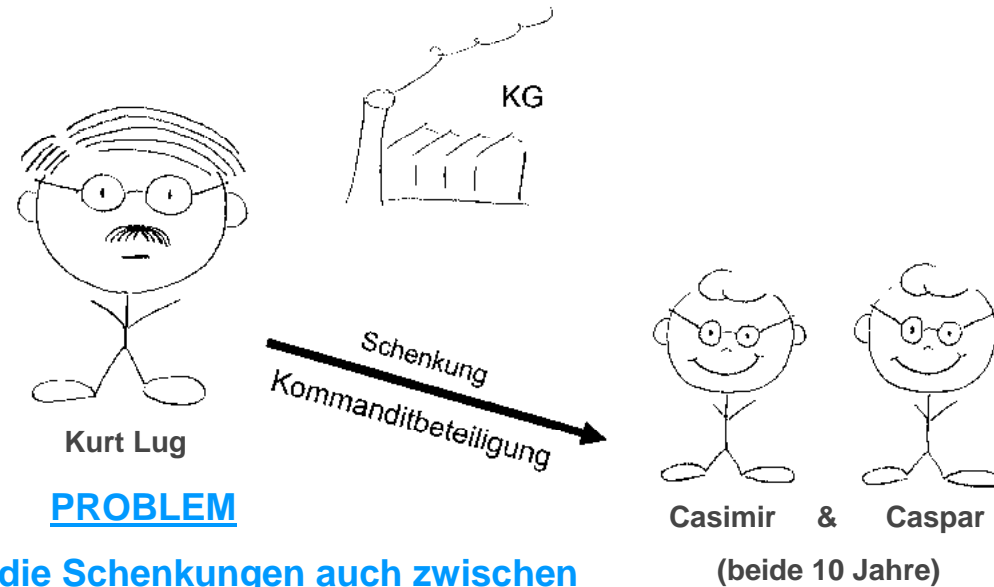 KG
Schenkung
Kommanditbeteiligung
Kurt Lug
Casimir & Caspar
(beide 10 Jahre)
PROBLEM
die Schenkungen auch zwischen